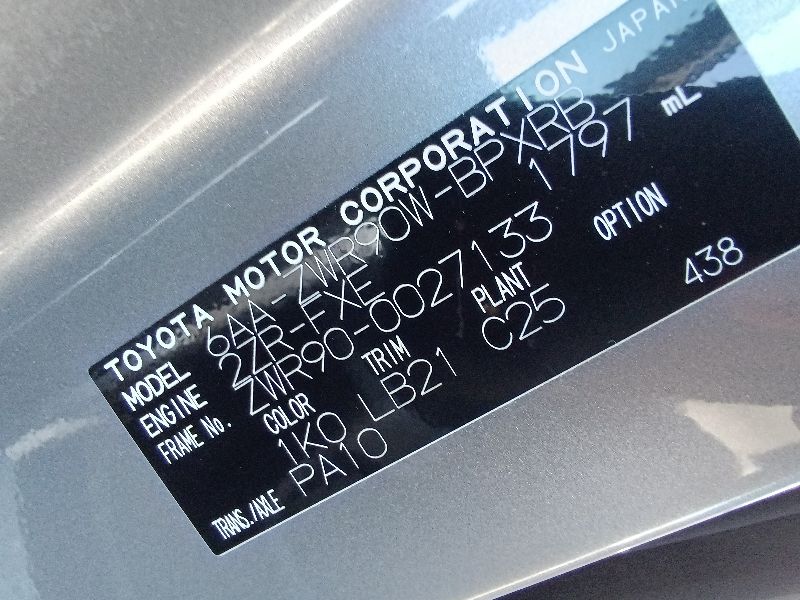 TOYOTA MOTOR CORPORATION JAPAN
MODEL 6AA-ZWR90W-BPXRB
ENGINE 2ZR-FXE 1797 mL
FRAME No. ZWR90-0027133
COLOR TRIM PLANT OPTION
1K0 LB21 C25 438
TRANS./AXLE PA10